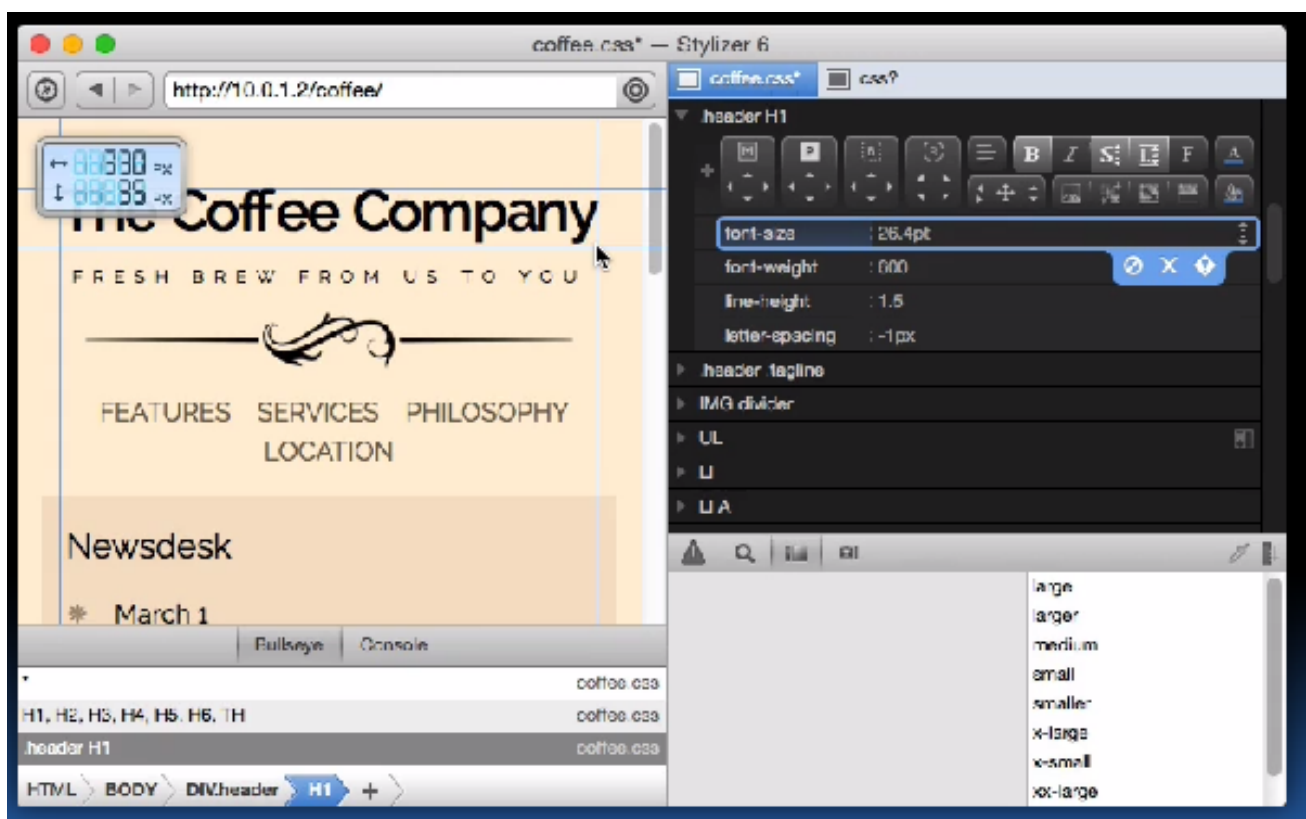 coffee.css* — Stylizer 6
http://10.0.1.2/coffee/
330 px
The Coffee Company
FRESH BREW FROM US TO YOU
FEATURES SERVICES PHILOSOPHY
LOCATION
Newsdesk
March 1
Bullseye Console
* coffee.css
H1, H2, H3, H4, H5, H6, TH coffee.css
.header H1 coffee.css
HTML BODY DIV.header H1 +
coffee.css* css?
.header H1
M P B R
B I S L F A
font-size : 26.4pt
font-weight : 600
line-height : 1.5
letter-spacing : -1px
.header .tagline
IMG.divider
UL
LI
LI A
large
larger
medium
small
smaller
x-large
x-small
xx-large